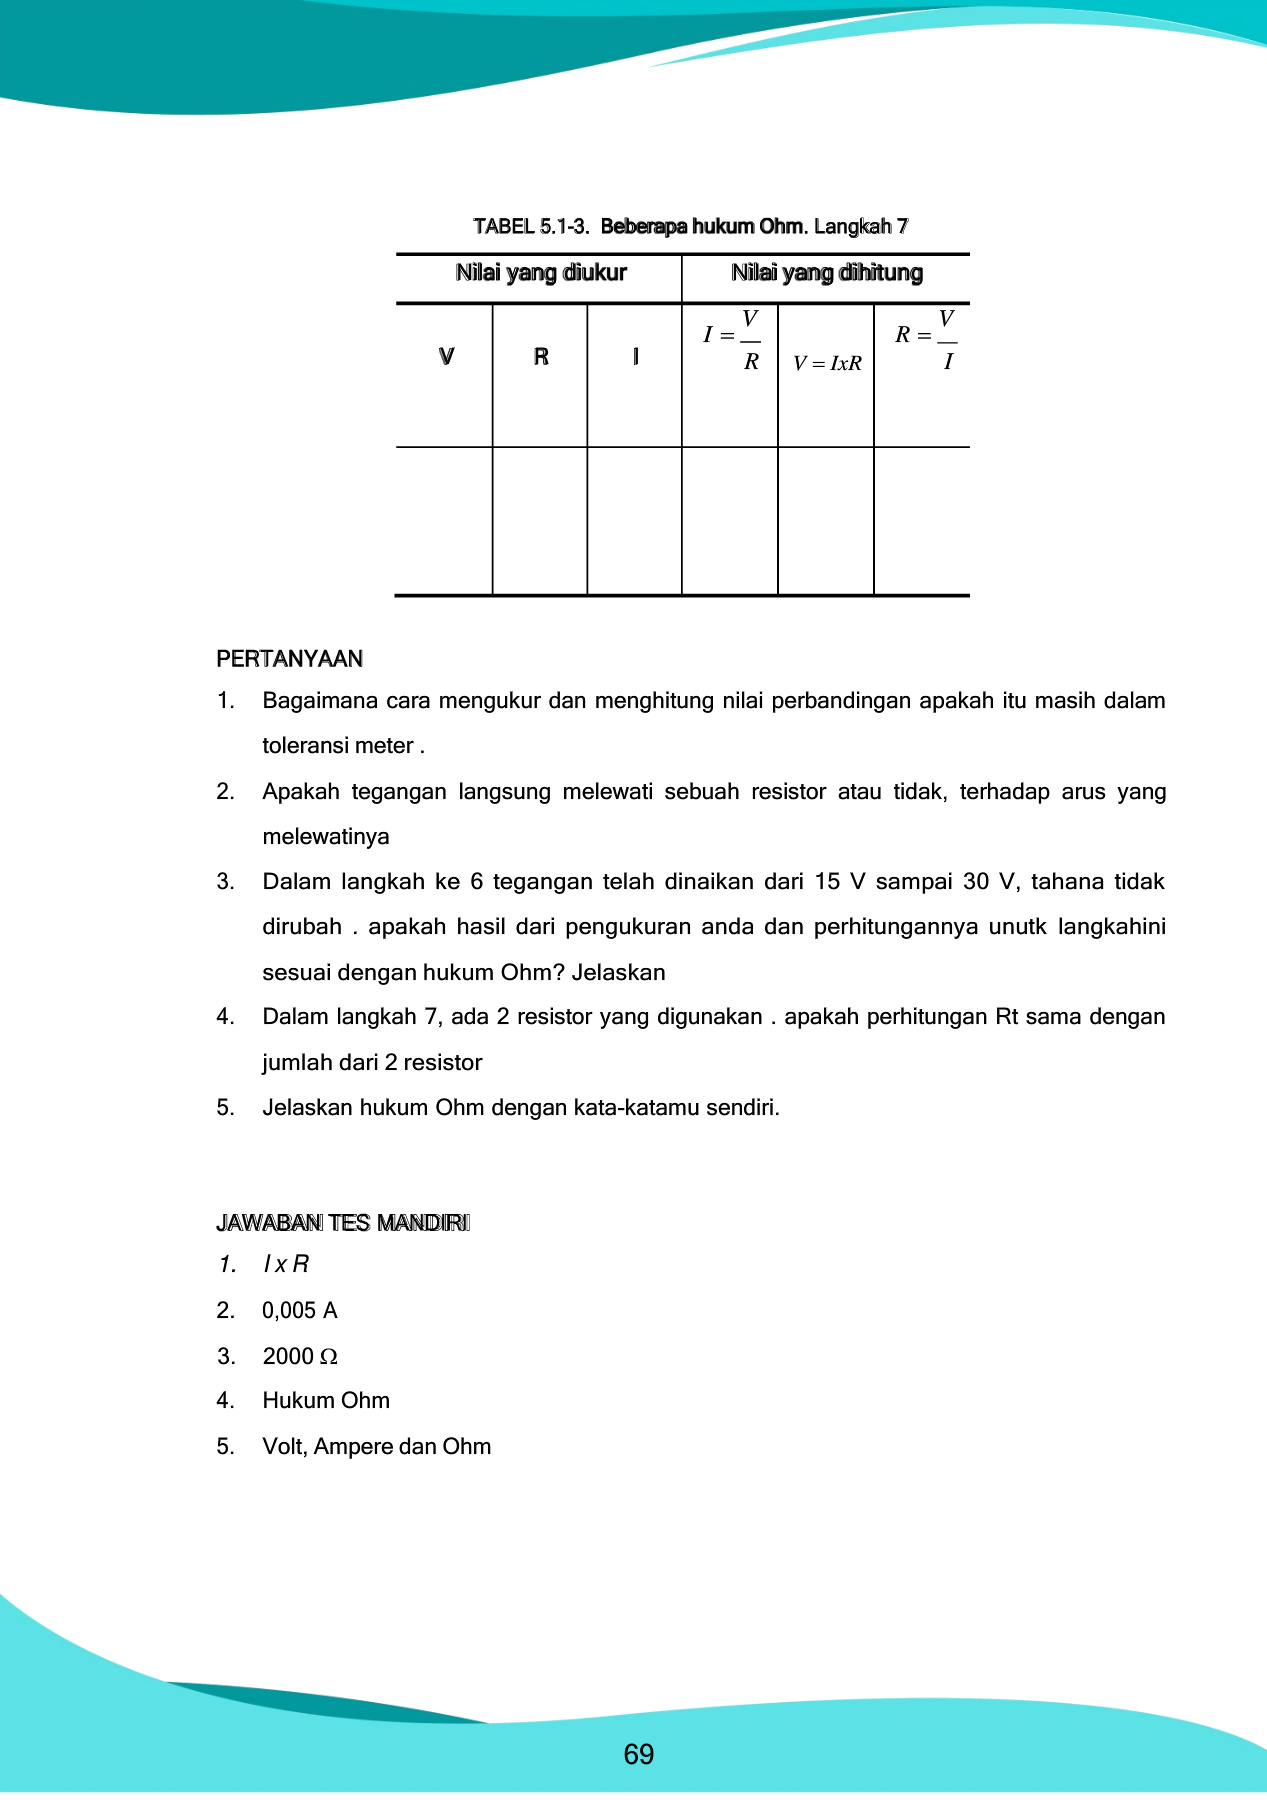 TABEL 5.1-3. Beberapa hukum Ohm. Langkah 7
Nilai yang diukur Nilai yang dihitung
V R I I = V/R V = IxR R = V/I
PERTANYAAN
1. Bagaimana cara mengukur dan menghitung nilai perbandingan apakah itu masih dalam
toleransi meter .
2. Apakah tegangan langsung melewati sebuah resistor atau tidak, terhadap arus yang
melewatinya
3. Dalam langkah ke 6 tegangan telah dinaikan dari 15 V sampai 30 V, tahana tidak
dirubah . apakah hasil dari pengukuran anda dan perhitungannya unutk langkahini
sesuai dengan hukum Ohm? Jelaskan
4. Dalam langkah 7, ada 2 resistor yang digunakan . apakah perhitungan Rt sama dengan
jumlah dari 2 resistor
5. Jelaskan hukum Ohm dengan kata-katamu sendiri.
JAWABAN TES MANDIRI
1. I x R
2. 0,005 A
3. 2000 Ω
4. Hukum Ohm
5. Volt, Ampere dan Ohm
69